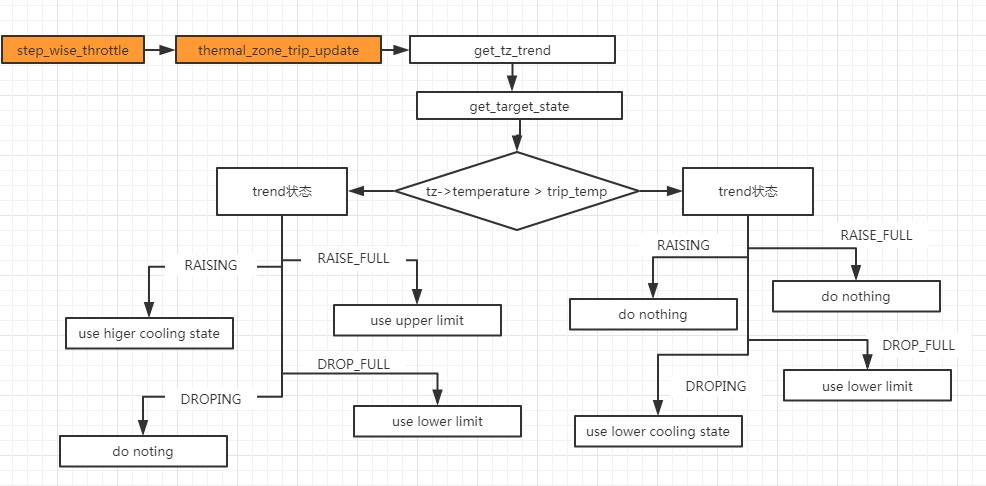 step_wise_throttle
thermal_zone_trip_update
get_tz_trend
get_target_state
tz->temperature > trip_temp
trend状态
trend状态
RAISING
RAISE_FULL
use higer cooling state
use upper limit
DROP_FULL
DROPING
use lower limit
do noting
RAISING
RAISE_FULL
do nothing
do nothing
DROP_FULL
DROPING
use lower limit
use lower cooling state